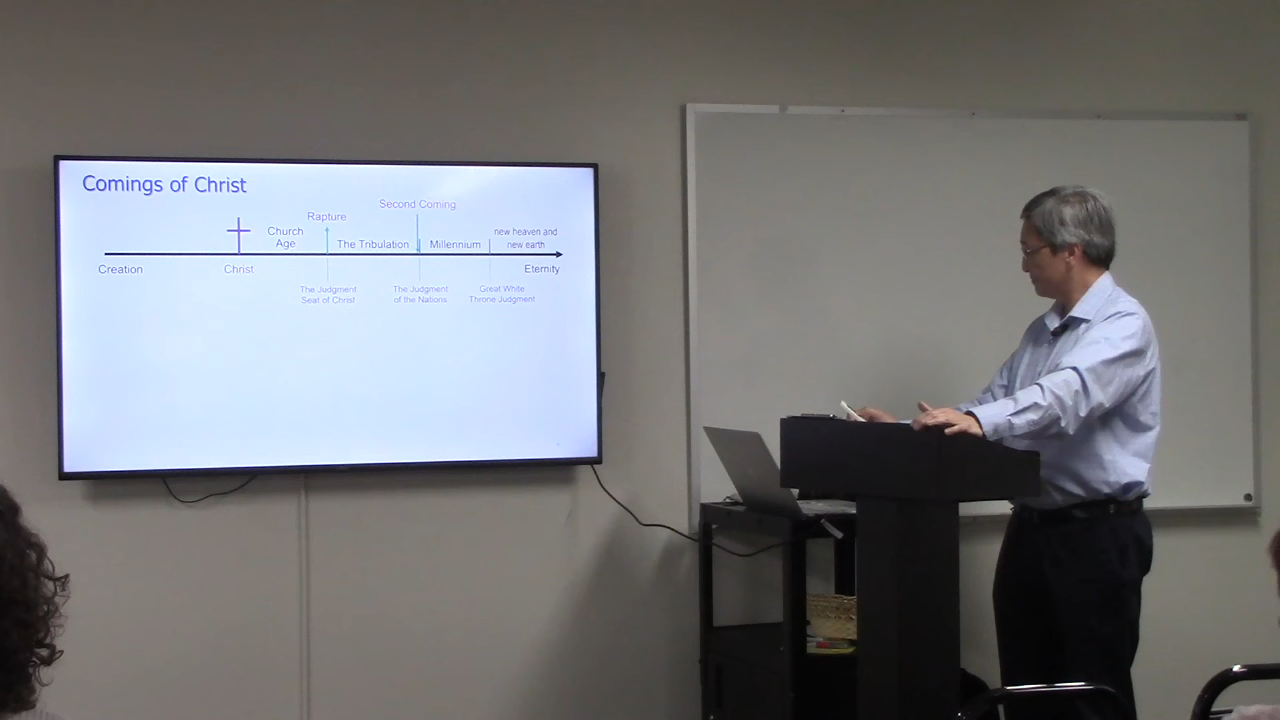 Comings of Christ
Second Coming
Rapture
Church
Age
The Tribulation
Millennium
new heaven and
new earth
Creation
Christ
Eternity
The Judgment
Seat of Christ
The Judgment
of the Nations
Great White
Throne Judgment